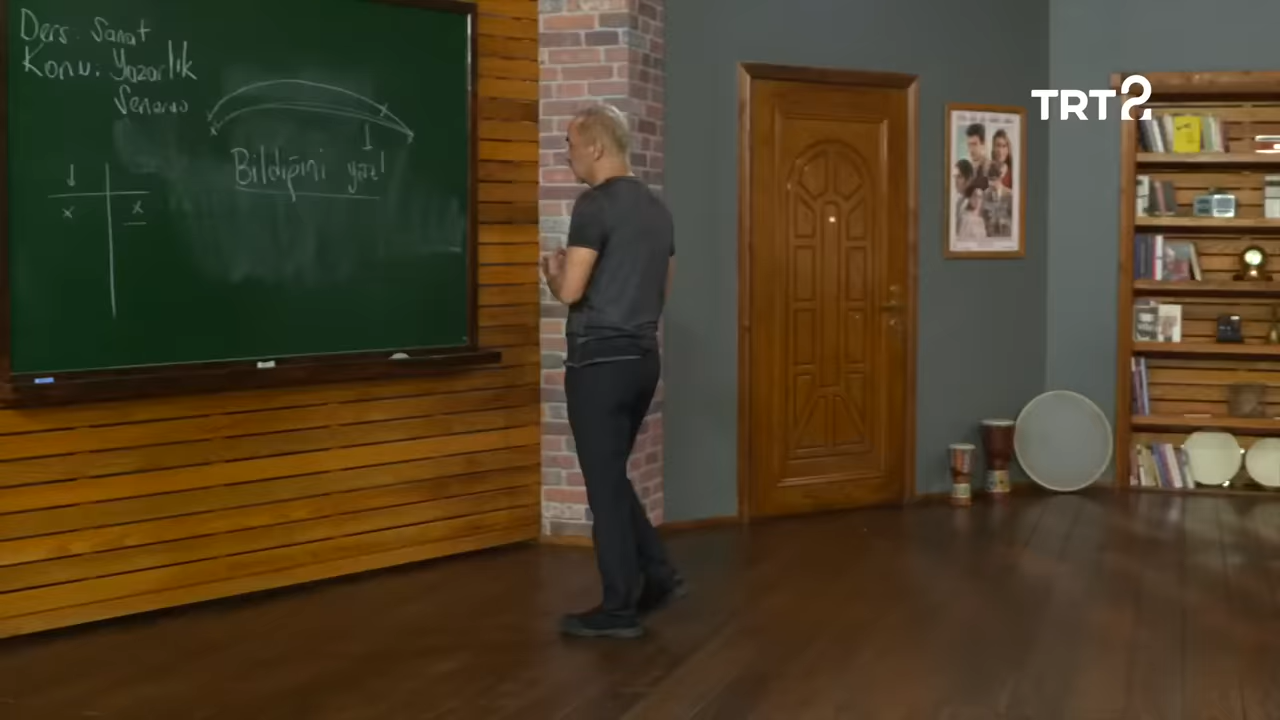 Ders: Sanat
Konu: Yazarlık
Senaryo
Bildiğini yaz!
x
x
TRT2